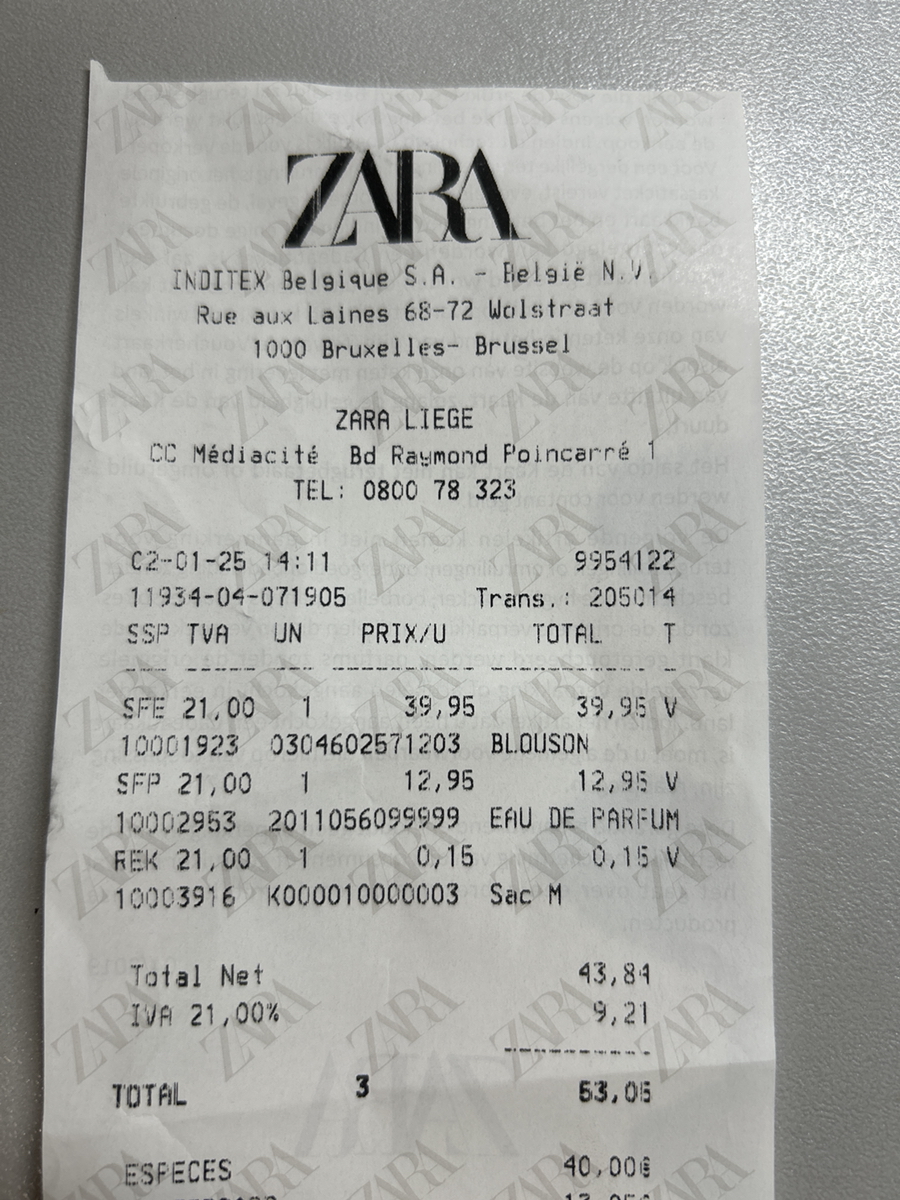 ZARA
INDITEX Belgique S.A. - België N.V.
Rue aux Laines 68-72 Wolstraat
1000 Bruxelles- Brussel
ZARA LIEGE
CC Médiacité Bd Raymond Poincarré 1
TEL: 0800 78 323
02-01-25 14:11 9954122
11934-04-071905 Trans.: 205014
SSP TVA UN PRIX/U TOTAL T
SFE 21,00 1 39,95 39,95 V
10001923 0304602571203 BLOUSON
SFP 21,00 1 12,95 12,95 V
10002953 2011056099999 EAU DE PARFUM
REK 21,00 1 0,15 0,15 V
10003916 K000010000003 Sac M
Total Net 43,84
IVA 21,00% 9,21
TOTAL 3 53,05
ESPECES 40,00€